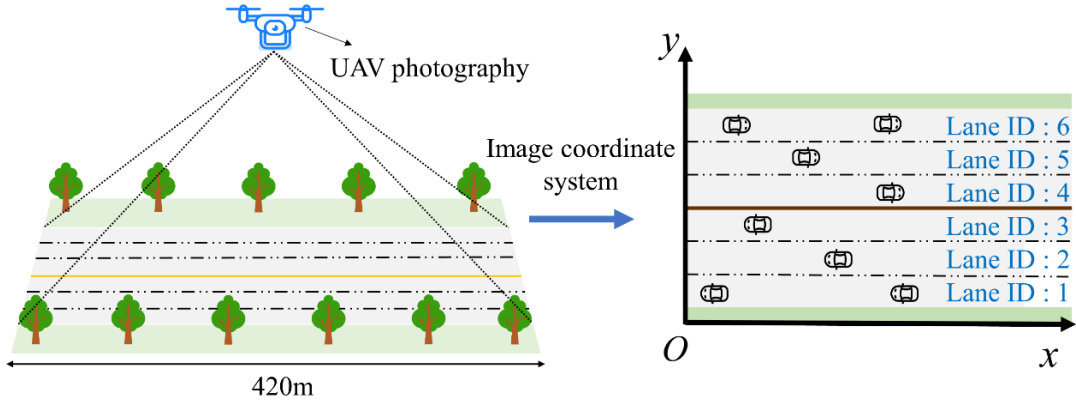 UAV photography
420m
Image coordinate
system
y
Lane ID : 6
Lane ID : 5
Lane ID : 4
Lane ID : 3
Lane ID : 2
Lane ID : 1
O
x